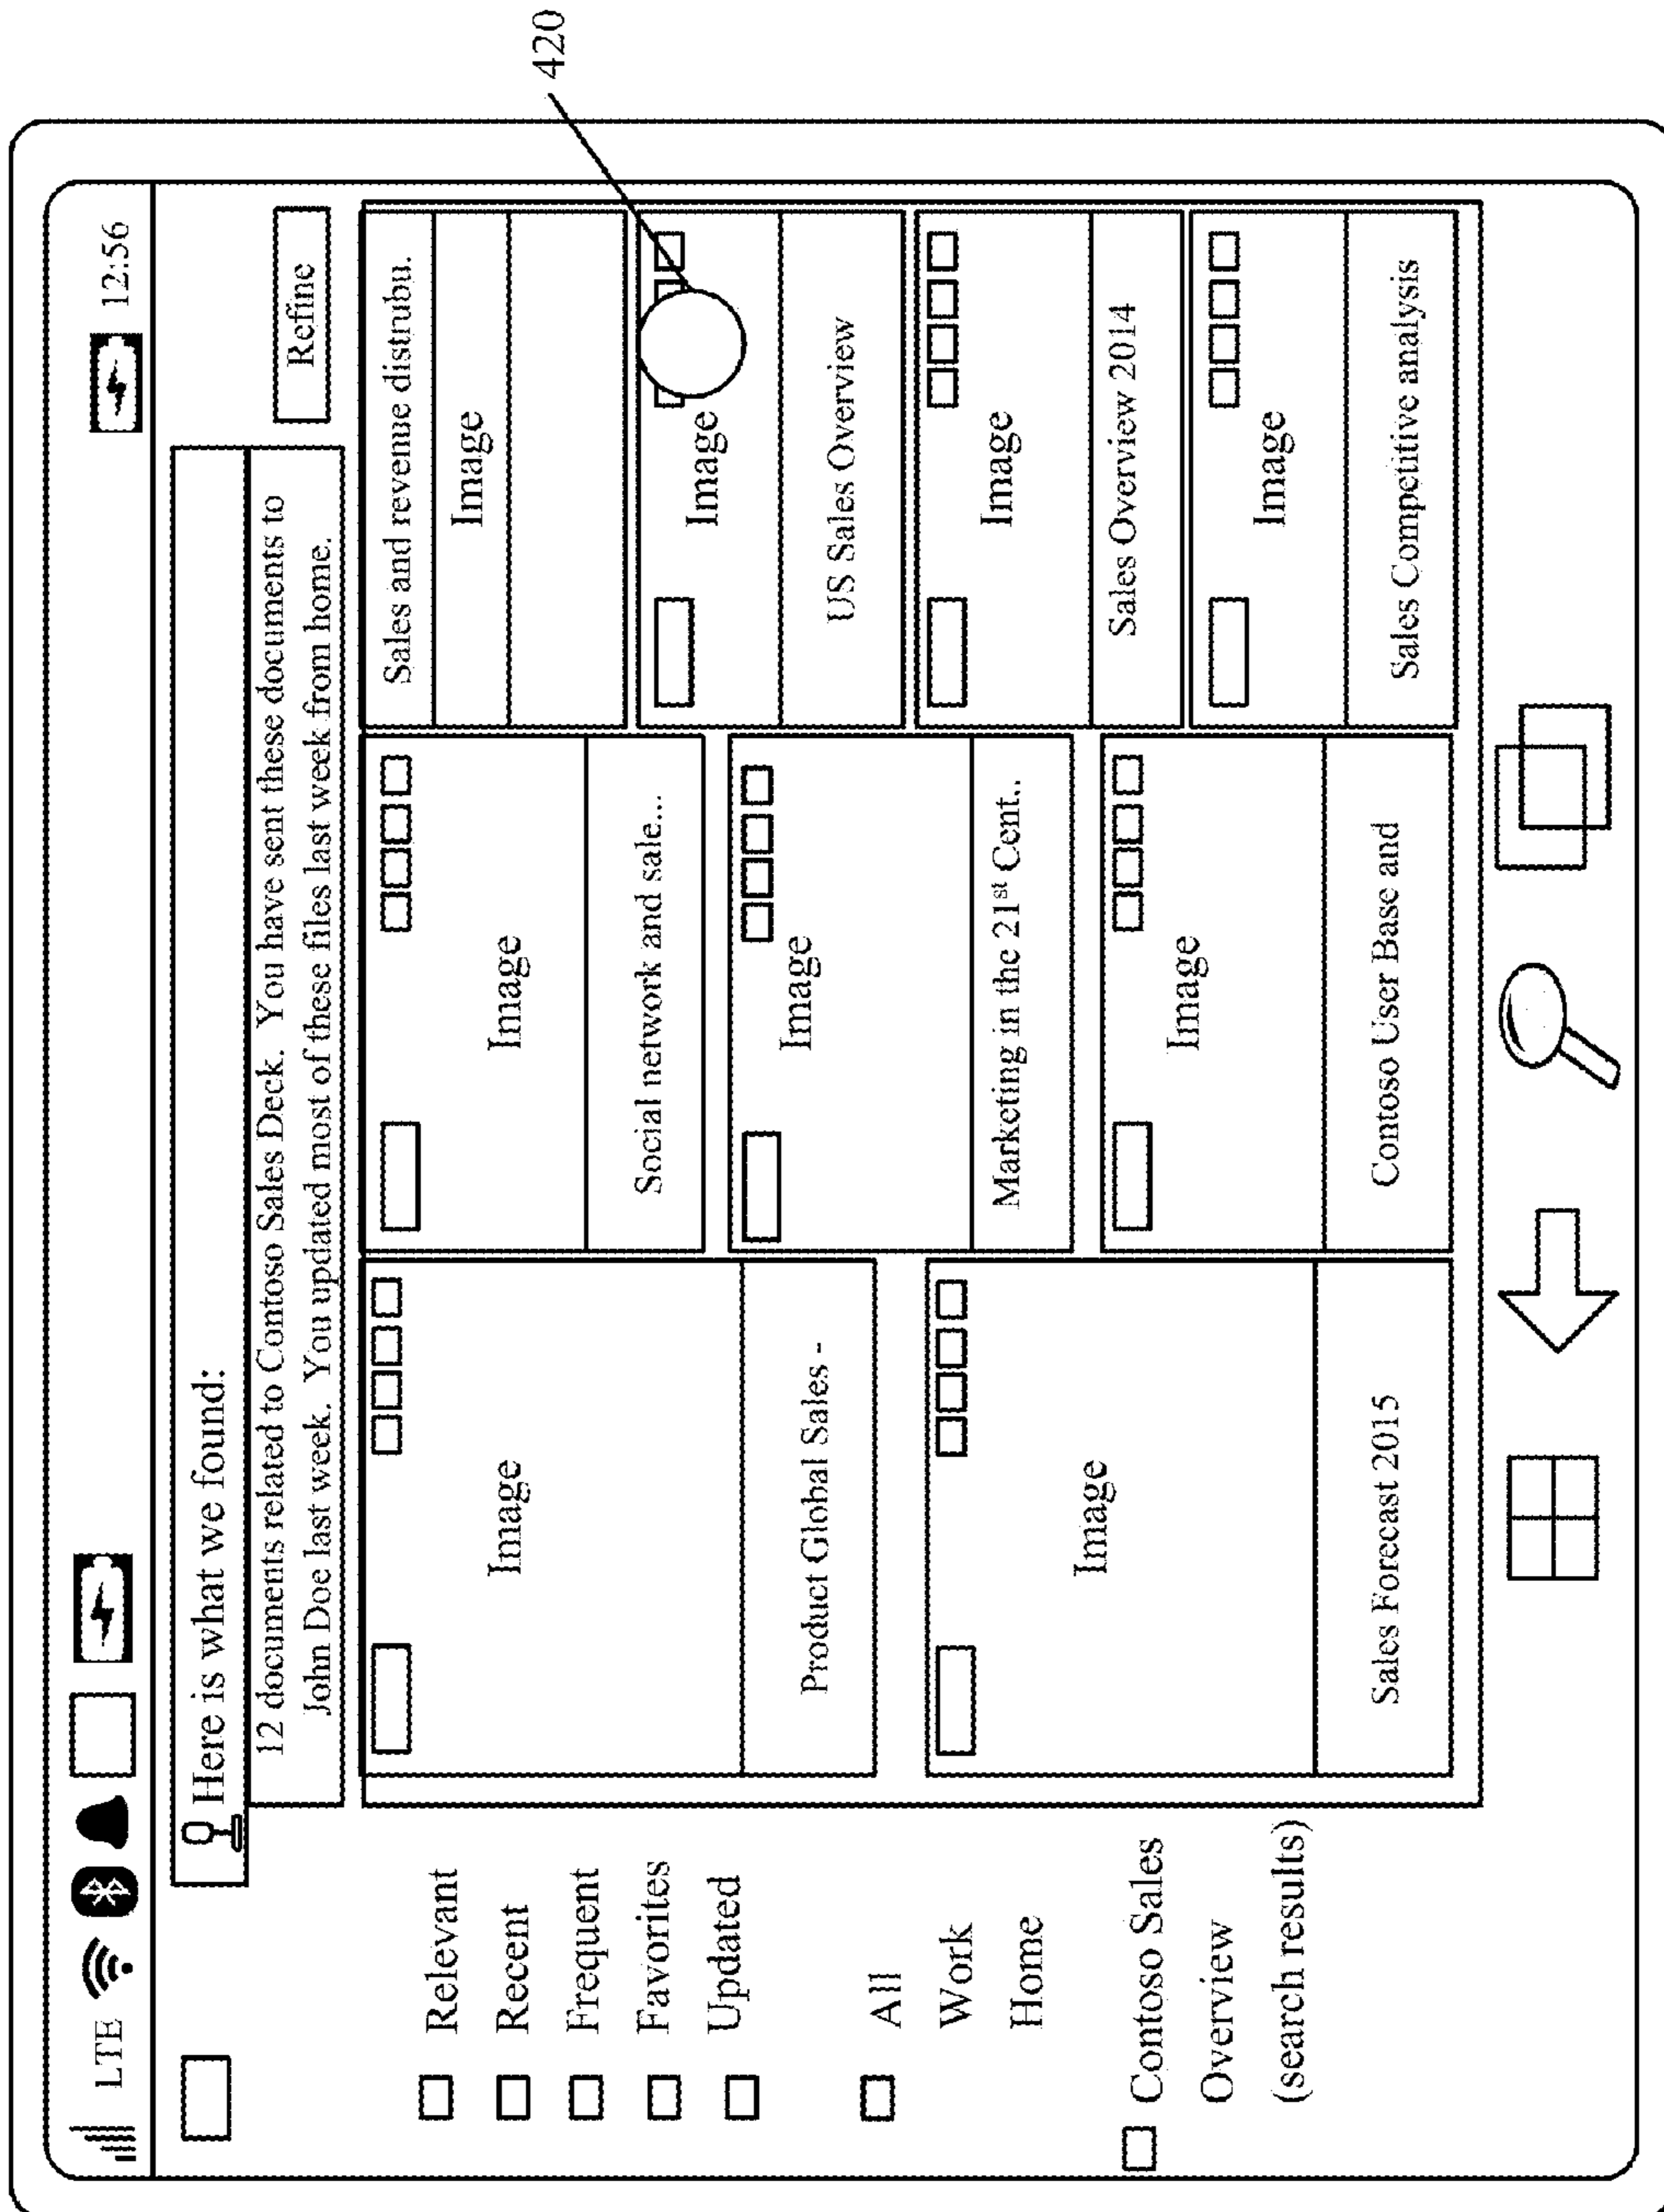 LTE
12:56
Here is what we found:
Refine
12 documents related to Contoso Sales Deck. You have sent these documents to
John Doe last week. You updated most of these files last week from home.
Relevant
Recent
Frequent
Favorites
Updated
All
Work
Home
Contoso Sales
Overview
(search results)
Image
Product Global Sales -
Image
Sales Forecast 2015
Image
Social network and sale...
Image
Marketing in the 21st Cent..
Image
Contoso User Base and
Sales and revenue distrubu.
Image
Image
US Sales Overview
Image
Sales Overview 2014
Image
Sales Competitive analysis
420